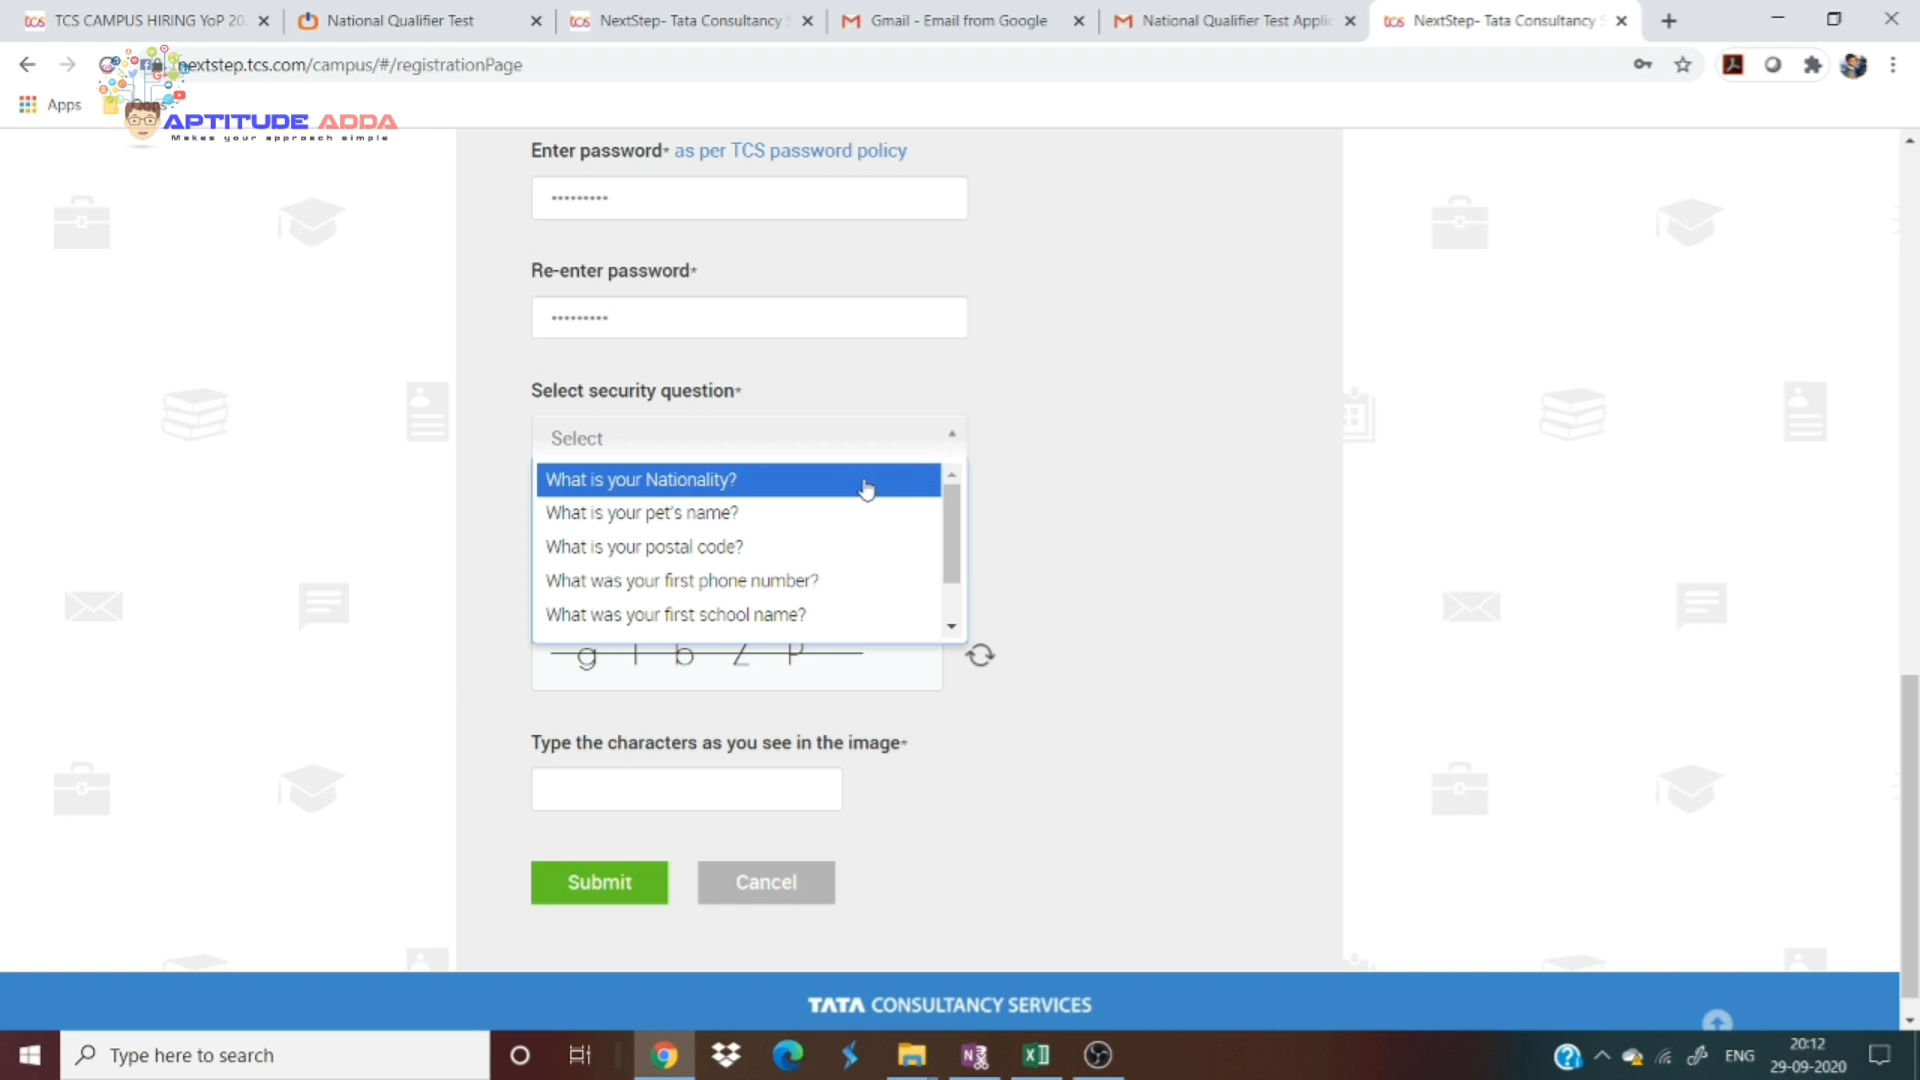 TCS CAMPUS HIRING YoP 20
National Qualifier Test
tcs NextStep- Tata Consultancy S
Gmail - Email from Google
National Qualifier Test Applic
tcs NextStep- Tata Consultancy S
nextstep.tcs.com/campus/#/registrationPage
Apps
APTITUDE ADDA
Makes your approach simple
Enter password* as per TCS password policy
•••••••••
Re-enter password*
•••••••••
Select security question*
Select
What is your Nationality?
What is your pet's name?
What is your postal code?
What was your first phone number?
What was your first school name?
Type the characters as you see in the image*
Submit
Cancel
TATA CONSULTANCY SERVICES
Type here to search
ENG
20:12
29-09-2020